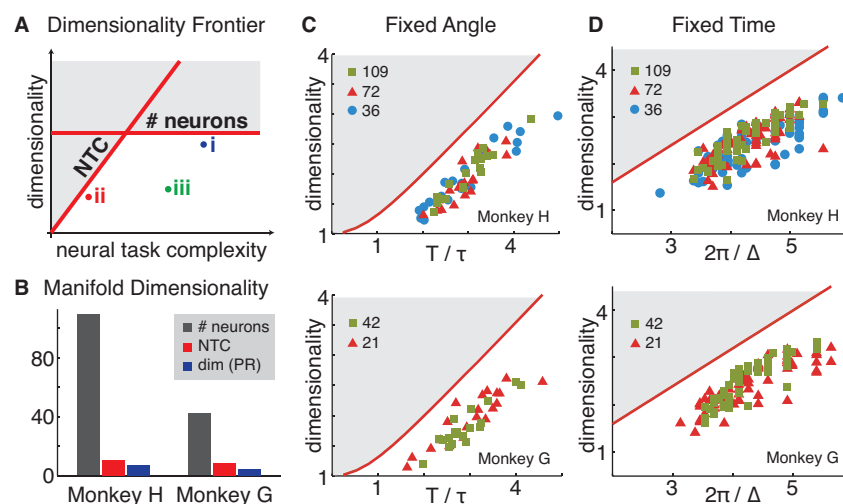 A Dimensionality Frontier
dimensionality
# neurons
NTC
i
ii
iii
neural task complexity
B Manifold Dimensionality
80
40
0
# neurons
NTC
dim (PR)
Monkey H Monkey G
C Fixed Angle
4
109
72
36
dimensionality
Monkey H
1
1 4
T / τ
4
42
21
dimensionality
Monkey G
1
1 4
T / τ
D Fixed Time
4
109
72
36
dimensionality
Monkey H
1
3 5
2π / Δ
4
42
21
dimensionality
Monkey G
1
3 5
2π / Δ